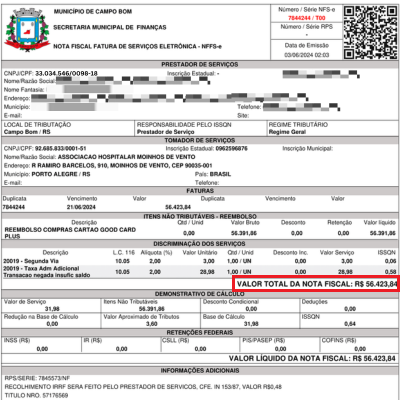 MUNICÍPIO DE CAMPO BOM
SECRETARIA MUNICIPAL DE FINANÇAS
NOTA FISCAL FATURA DE SERVIÇOS ELETRÔNICA - NFFS-e
Número / Série NFS-e
7844244 / T00
Número / Série RPS
-
Data de Emissão
03/06/2024 02:03
PRESTADOR DE SERVIÇOS
CNPJ/CPF: 33.034.546/0098-18 Inscrição Estadual: - Inscrição Municipal:
Nome/Razão Social:
Nome Fantasia:
Endereço:
Município: Telefone:
E-mail: Site:
LOCAL DE TRIBUTAÇÃO RESPONSABILIDADE PELO ISSQN REGIME TRIBUTÁRIO
Campo Bom / RS Prestador de Serviço Regime Geral
TOMADOR DE SERVIÇOS
CNPJ/CPF: 92.685.833/0001-51 Inscrição Estadual: 0962596876 Inscrição Municipal:
Nome/Razão Social: ASSOCIACAO HOSPITALAR MOINHOS DE VENTO
Endereço: R RAMIRO BARCELOS, 910, MOINHOS DE VENTO, CEP 90035-001
Município: PORTO ALEGRE / RS País: BRASIL
E-mail: Telefone:
FATURAS
Duplicata Vencimento Valor Duplicata Vencimento Valor
7844244 21/06/2024 56.423,84
ITENS NÃO TRIBUTÁVEIS - REEMBOLSO
Descrição Qtd / Unid Valor Bruto Desconto Retenção Valor líquido
REEMBOLSO COMPRAS CARTAO GOOD CARD PLUS 0,00 56.391,86 0,00 0,00 56.391,86
DISCRIMINAÇÃO DOS SERVIÇOS
Descrição L.C. 116 Alíquota (%) Valor Unitário Qtd / Unid Desconto Inc. Valor Serviço ISSQN
20019 - Segunda Via 10.05 2,00 3,00 1,00 / UN 0,00 3,00 0,06
20019 - Taxa Adm Adicional Transacao negada insufic saldo 10.05 2,00 28,98 1,00 / UN 0,00 28,98 0,58
VALOR TOTAL DA NOTA FISCAL: R$ 56.423,84
DEMONSTRATIVO DE CÁLCULO
Valor de Serviço Itens Não Tributáveis Desconto Condicional Deduções
31,98 56.391,86 0,00 0,00
Redução na Base de Cálculo Valor Aproximado de Tributos Base de Cálculo ISSQN
0,00 3,60 31,98 0,64
RETENÇÕES FEDERAIS
INSS (R$) IR (R$) CSLL (R$) PIS/PASEP (R$) COFINS (R$)
0,00 0,00 0,00 0,00 0,00
VALOR LÍQUIDO DA NOTA FISCAL: R$ 56.423,84
INFORMAÇÕES ADICIONAIS
RPS/SERIE: 7845573/NF
RECOLHIMENTO IRRF SERA FEITO PELO PRESTADOR DE SERVICOS, CFE. IN 153/87, VALOR R$0,48
TITULO NR.: 57176569